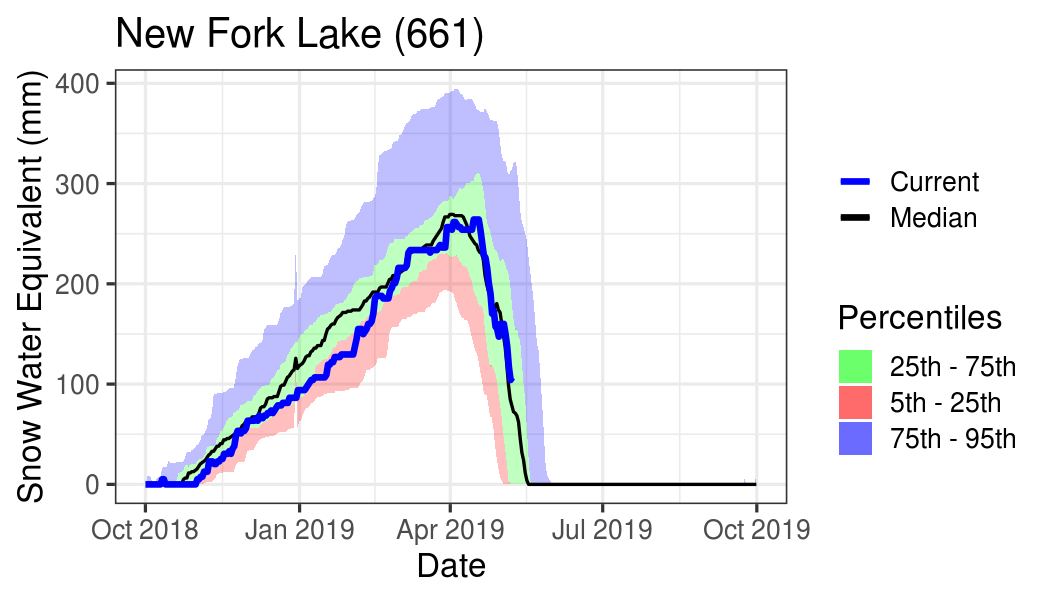 New Fork Lake (661)
Snow Water Equivalent (mm)
400
300
200
100
0
Oct 2018
Jan 2019
Apr 2019
Jul 2019
Oct 2019
Date
Current
Median
Percentiles
25th - 75th
5th - 25th
75th - 95th